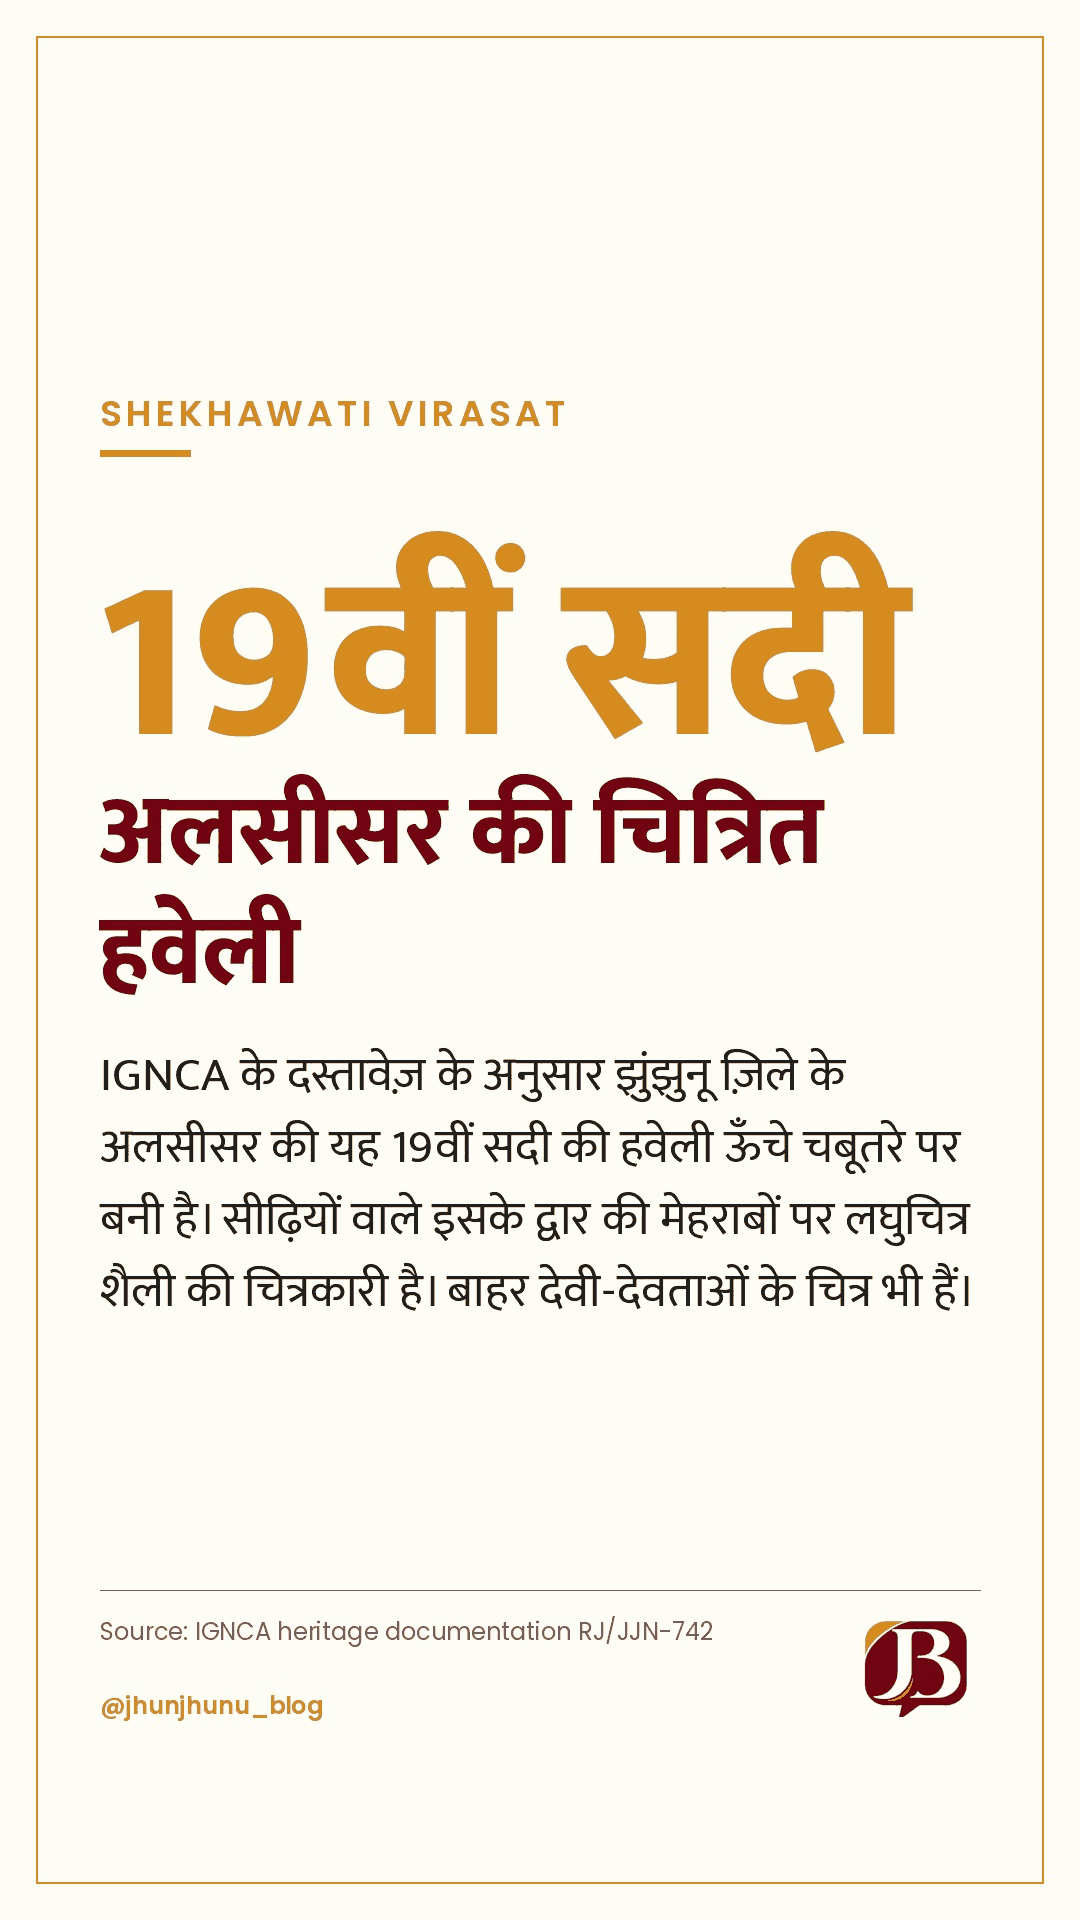 SHEKHAWATI VIRASAT
19वीं सदी
अलसीसर की चित्रित
हवेली
IGNCA के दस्तावेज़ के अनुसार झुंझुनू ज़िले के
अलसीसर की यह 19वीं सदी की हवेली ऊँचे चबूतरे पर
बनी है। सीढ़ियों वाले इसके द्वार की मेहराबों पर लघुचित्र
शैली की चित्रकारी है। बाहर देवी-देवताओं के चित्र भी हैं।
Source: IGNCA heritage documentation RJ/JJN-742
JB
@jhunjhunu_blog